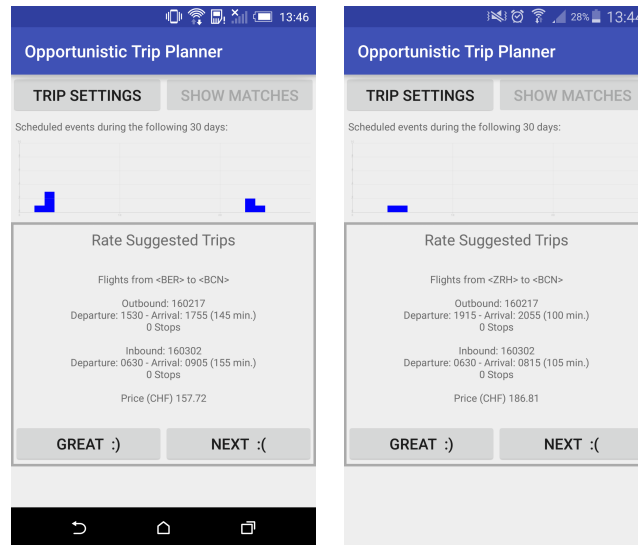 13:46
Opportunistic Trip Planner
TRIP SETTINGS SHOW MATCHES
Scheduled events during the following 30 days:
Rate Suggested Trips
Flights from <BER> to <BCN>
Outbound: 160217
Departure: 1530 - Arrival: 1755 (145 min.)
0 Stops
Inbound: 160302
Departure: 0630 - Arrival: 0905 (155 min.)
0 Stops
Price (CHF) 157.72
GREAT :) NEXT :(
28% 13:44
Opportunistic Trip Planner
TRIP SETTINGS SHOW MATCHES
Scheduled events during the following 30 days:
Rate Suggested Trips
Flights from <ZRH> to <BCN>
Outbound: 160217
Departure: 1915 - Arrival: 2055 (100 min.)
0 Stops
Inbound: 160302
Departure: 0630 - Arrival: 0815 (105 min.)
0 Stops
Price (CHF) 186.81
GREAT :) NEXT :(